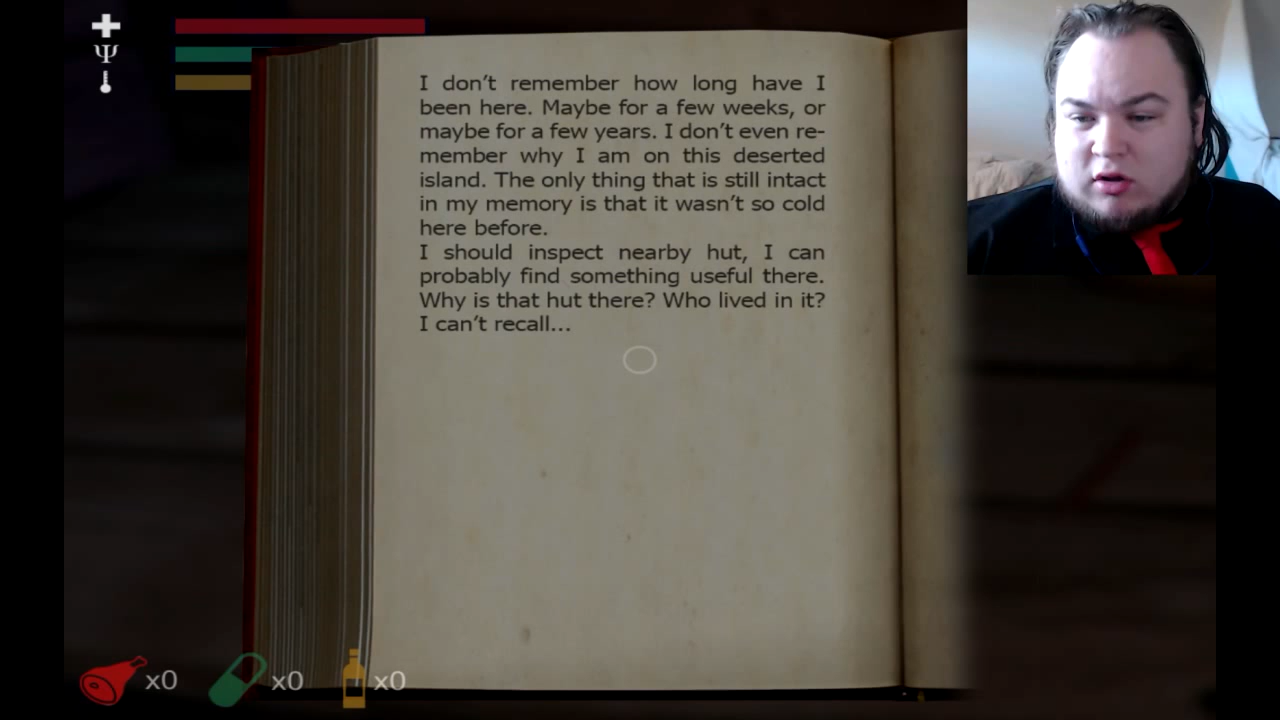 I don't remember how long have I
been here. Maybe for a few weeks, or
maybe for a few years. I don't even re-
member why I am on this deserted
island. The only thing that is still intact
in my memory is that it wasn't so cold
here before.
I should inspect nearby hut, I can
probably find something useful there.
Why is that hut there? Who lived in it?
I can't recall...
x0 x0 x0